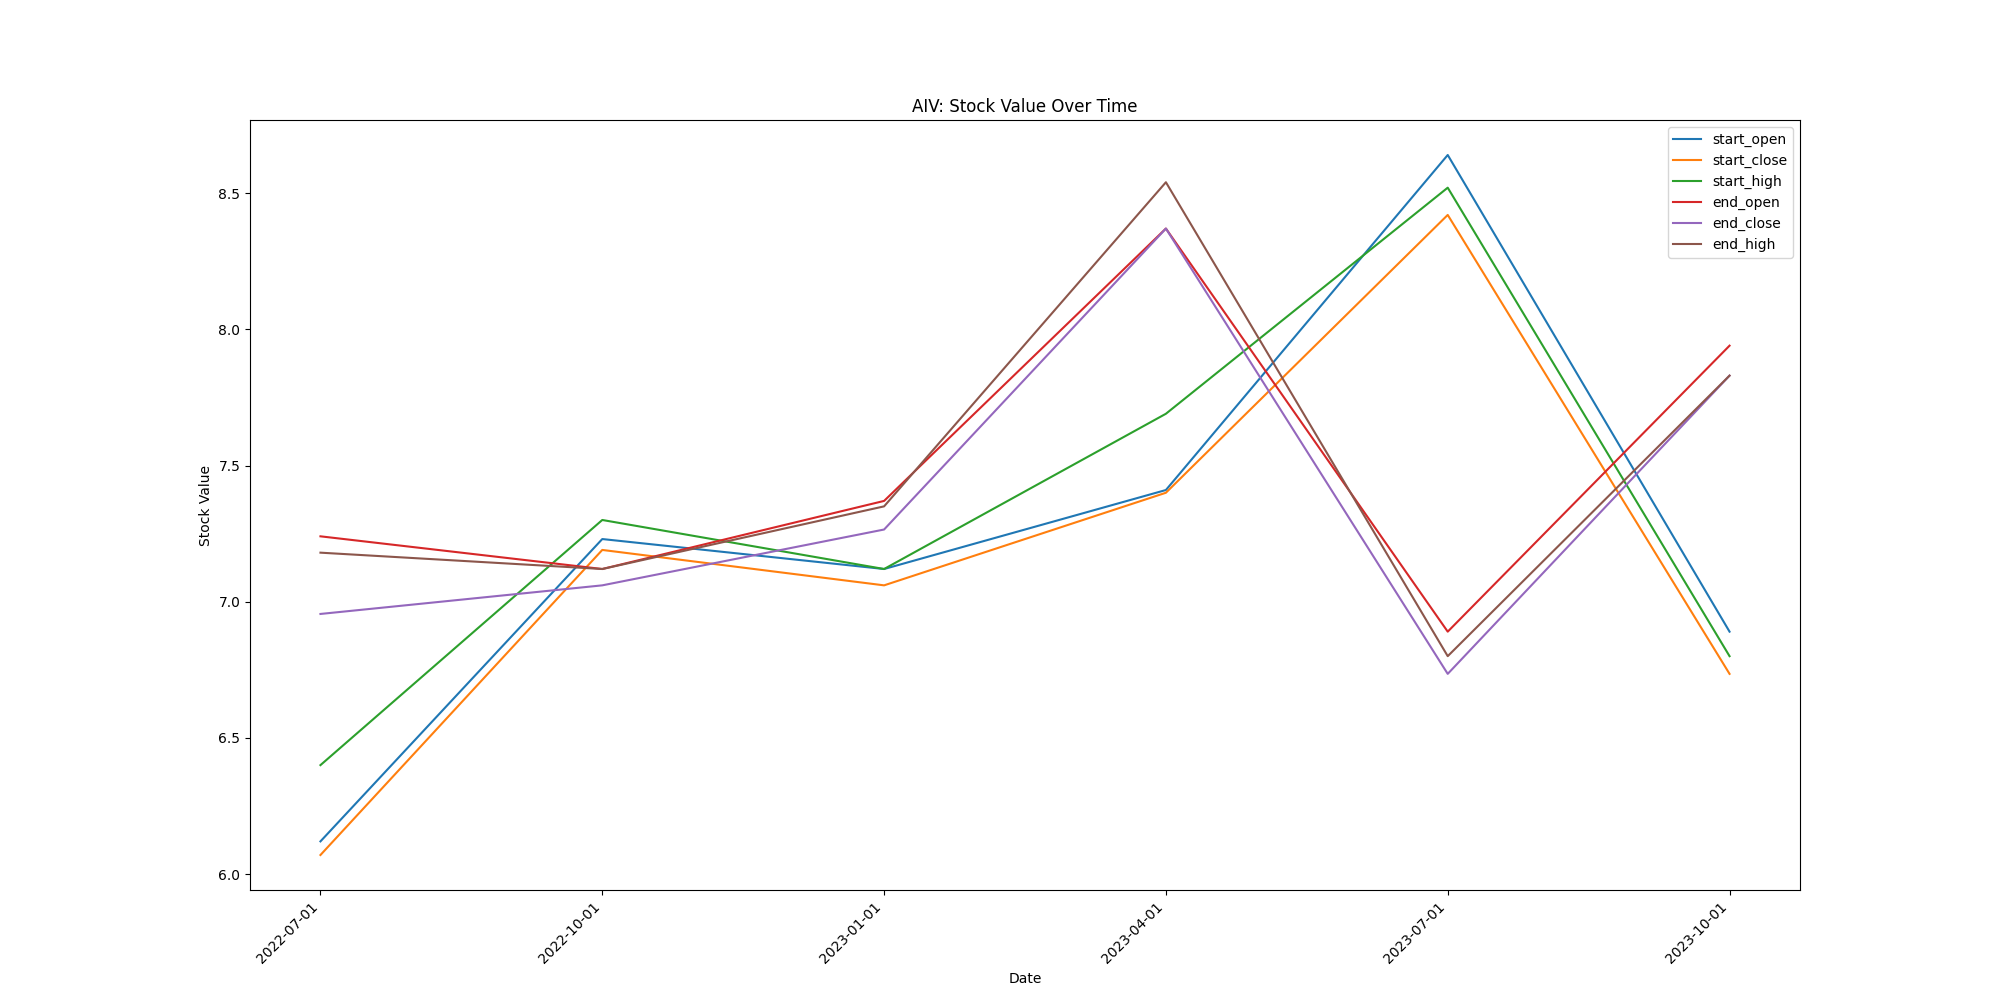 AIV: Stock Value Over Time
start_open
start_close
start_high
end_open
end_close
end_high
8.5
8.0
7.5
7.0
6.5
6.0
Stock Value
2022-07-01
2022-10-01
2023-01-01
2023-04-01
2023-07-01
2023-10-01
Date